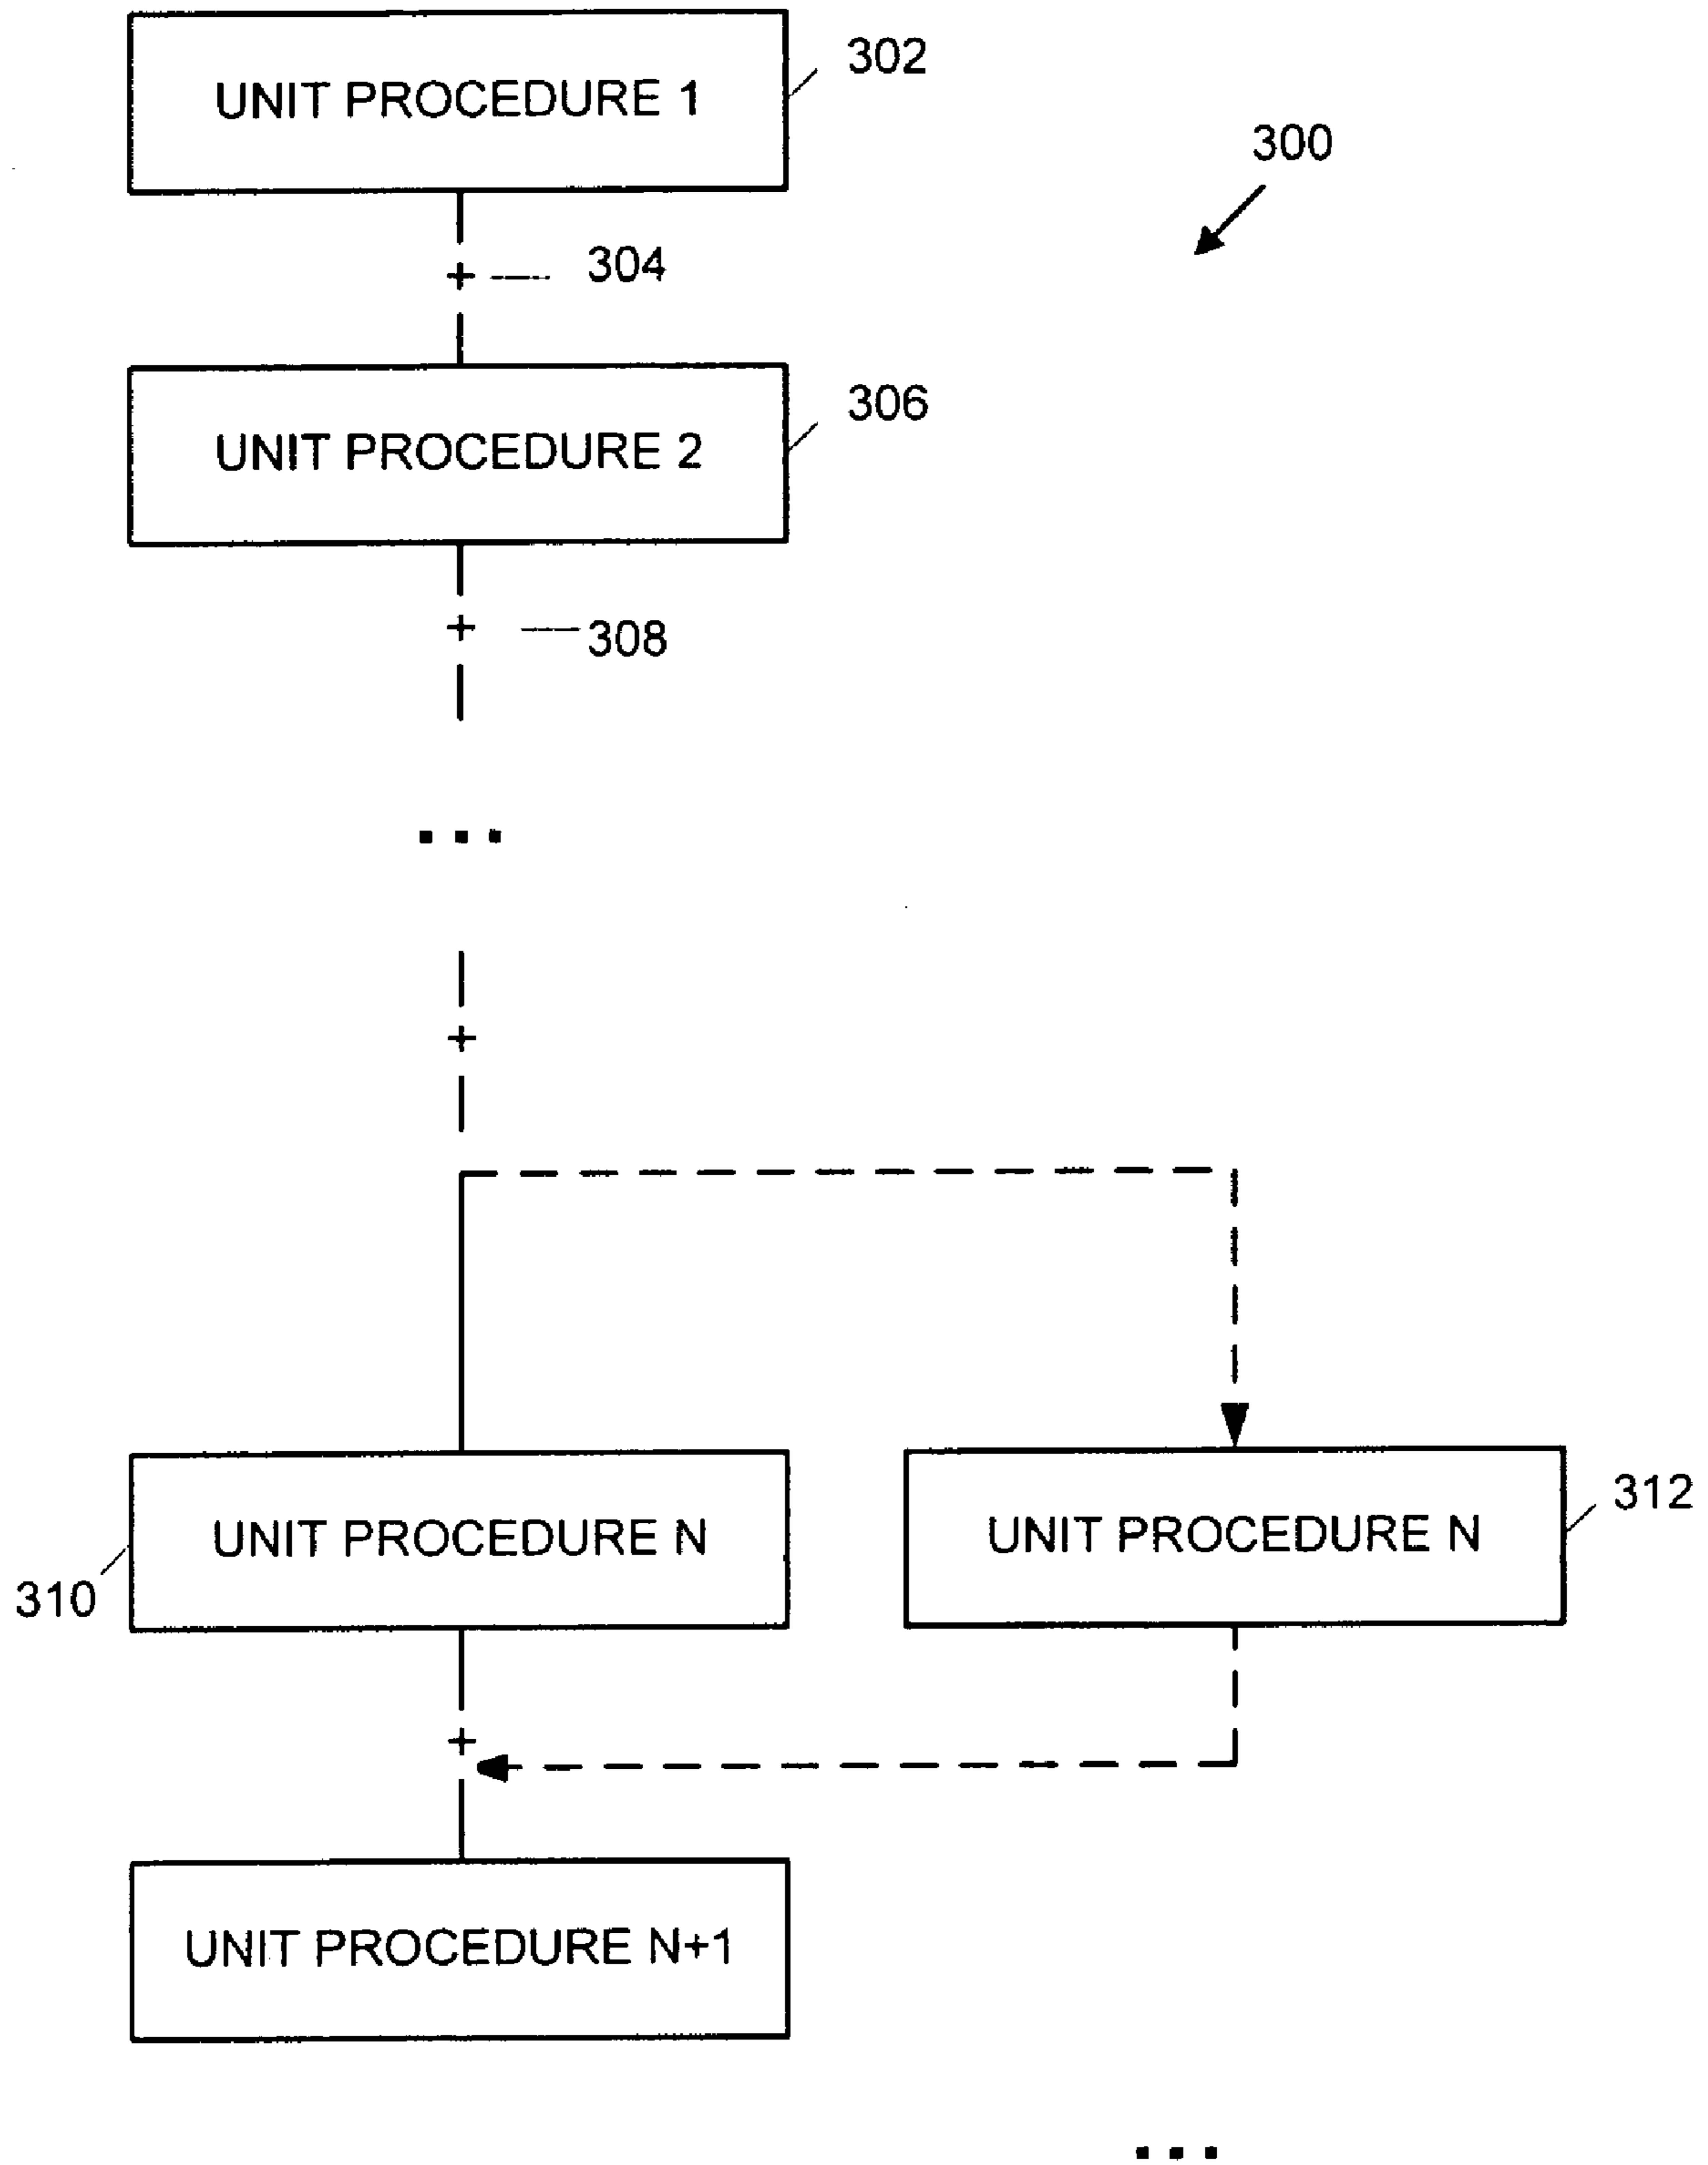 302
UNIT PROCEDURE 1
300
304
306
UNIT PROCEDURE 2
308
...
312
UNIT PROCEDURE N
UNIT PROCEDURE N
310
UNIT PROCEDURE N+1
...